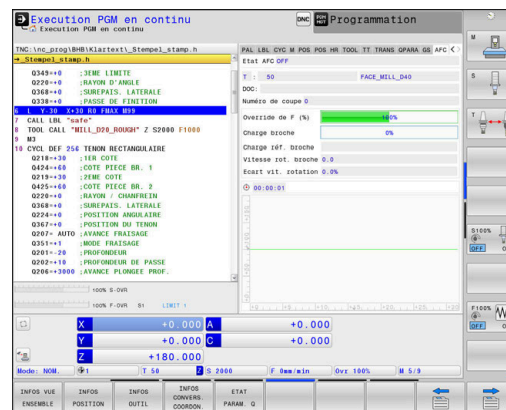 Execution PGM en continu
Execution PGM en continu
DNC
Programmation
TNC:\nc_prog\BHB\Klartext\_Stempel_stamp.h
→_Stempel_stamp.h
Q349=+0 ;3EME LIMITE
Q220=+0 ;RAYON D'ANGLE
Q368=+0 ;SUREPAIS. LATERALE
Q338=+0 ;PASSE DE FINITION
6 L Y-30 X+30 R0 FMAX M99
7 CALL LBL "safe"
8 TOOL CALL "MILL_D20_ROUGH" Z S2000 F1000
9 M3
10 CYCL DEF 256 TENON RECTANGULAIRE
Q218=+30 ;1ER COTE
Q424=+60 ;COTE PIECE BR. 1
Q219=+30 ;2EME COTE
Q425=+60 ;COTE PIECE BR. 2
Q220=+0 ;RAYON / CHANFREIN
Q368=+0 ;SUREPAIS. LATERALE
Q224=+0 ;POSITION ANGULAIRE
Q367=+0 ;POSITION DU TENON
Q207= AUTO ;AVANCE FRAISAGE
Q351=+1 ;MODE FRAISAGE
Q201=-20 ;PROFONDEUR
Q202=+10 ;PROFONDEUR DE PASSE
Q206=+3000 ;AVANCE PLONGEE PROF.
100% S-OVR
100% F-OVR S1 LIMIT 1
PAL LBL CYC M POS POS HR TOOL TT TRANS QPARA GS AFC
Etat AFC OFF
T : 50 FACE_MILL_D40
DOC:
Numéro de coupe 0
Override de F (%) 100%
Charge broche 0%
Charge réf. broche
Vitesse rot. broche 0.0
Ecart vit. rotation 0.0%
00:00:01
X +0.000 A +0.000
Y +0.000 C +0.000
Z +180.000
Mode: NOM. 1 T 50 Z S 2000 F 0mm/min Ovr 100% M 5/9
INFOS VUE ENSEMBLE
INFOS POSITION
INFOS OUTIL
INFOS CONVERS. COORDON.
ETAT PARAM. Q
M
S
T
S100%
OFF
F100%
OFF